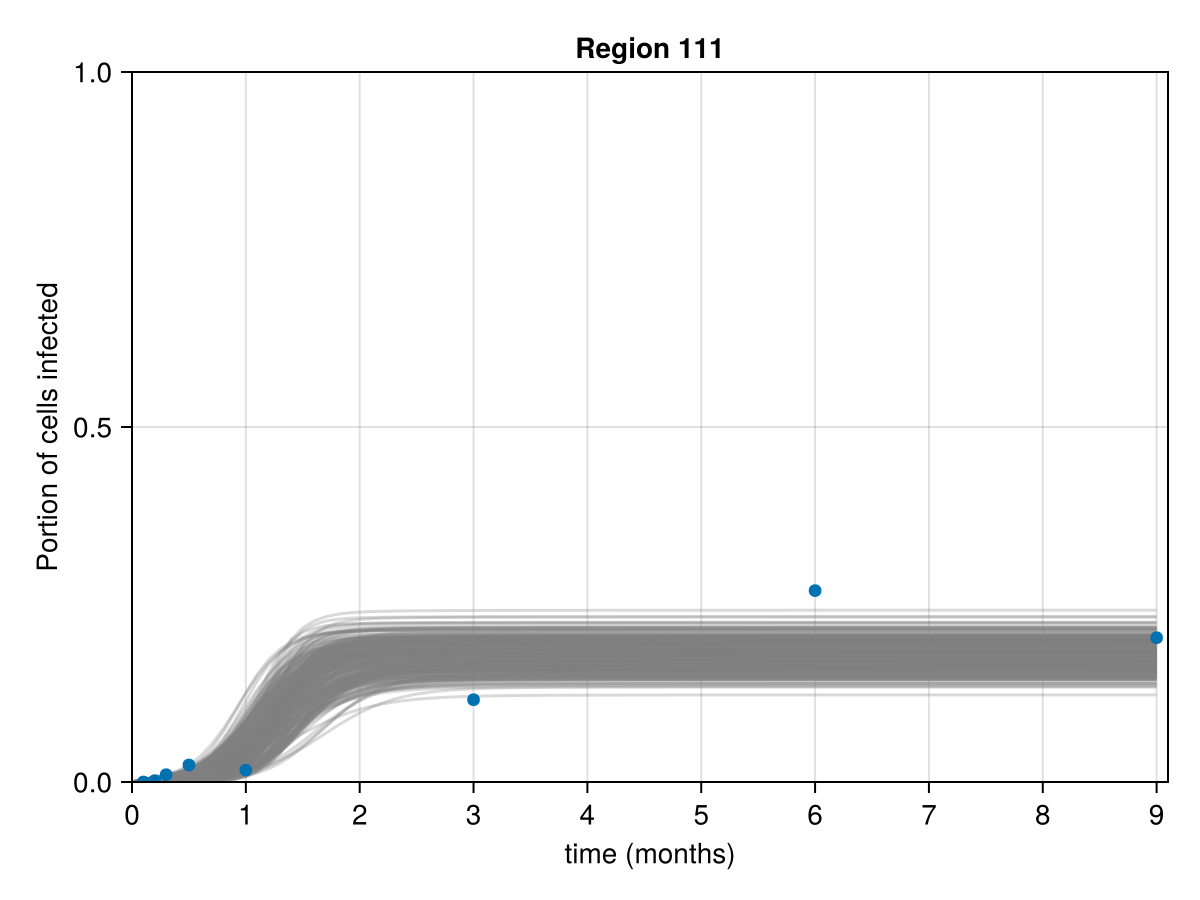 Region 111
1.0
0.5
0.0
Portion of cells infected
0 1 2 3 4 5 6 7 8 9
time (months)